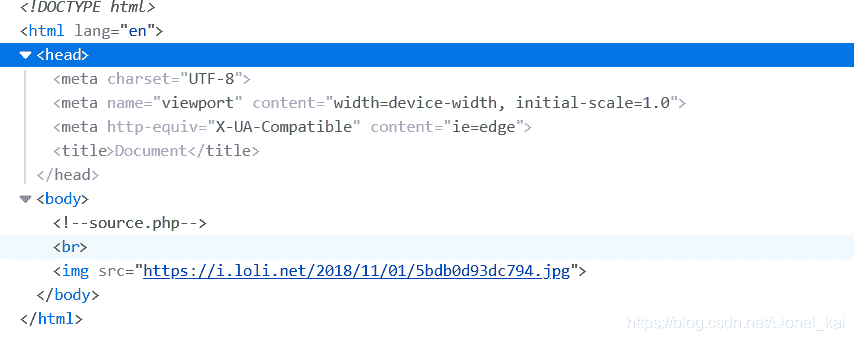 <!DOCTYPE html>
<html lang="en">
<head>
<meta charset="UTF-8">
<meta name="viewport" content="width=device-width, initial-scale=1.0">
<meta http-equiv="X-UA-Compatible" content="ie=edge">
<title>Document</title>
</head>
<body>
<!--source.php-->
<br>
<img src="https://i.loli.net/2018/11/01/5bdb0d93dc794.jpg">
</body>
</html>
https://blog.csdn.net/Lionel_kai